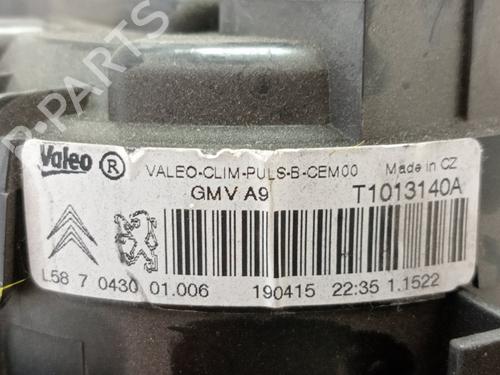 B-PARTS
Valeo ® VALEO-CLIM-PULS-B-CEM00 Made in CZ
GMV A9 T1013140A
L58 7 0430 01.006 190415 22:35 1.1522